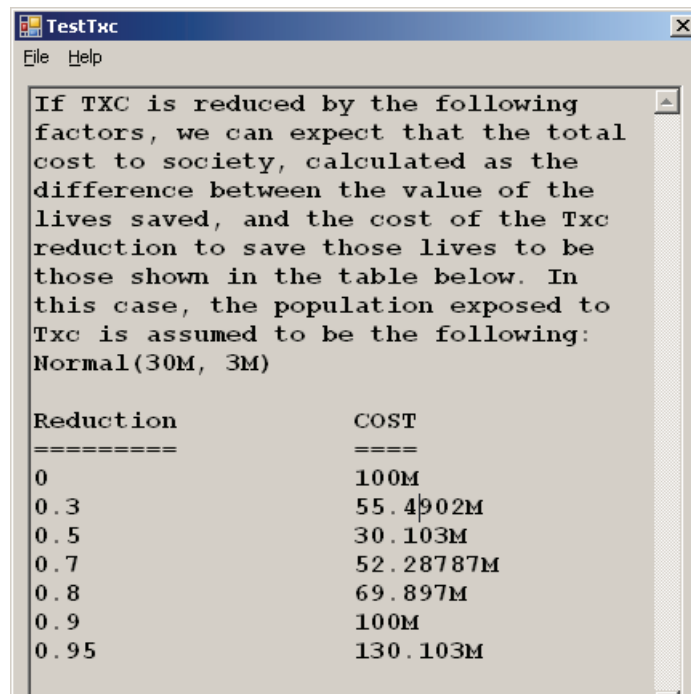 TestTxc
File Help
If TXC is reduced by the following
factors, we can expect that the total
cost to society, calculated as the
difference between the value of the
lives saved, and the cost of the Txc
reduction to save those lives to be
those shown in the table below. In
this case, the population exposed to
Txc is assumed to be the following:
Normal(30M, 3M)
Reduction COST
========= ====
0 100M
0.3 55.4902M
0.5 30.103M
0.7 52.28787M
0.8 69.897M
0.9 100M
0.95 130.103M